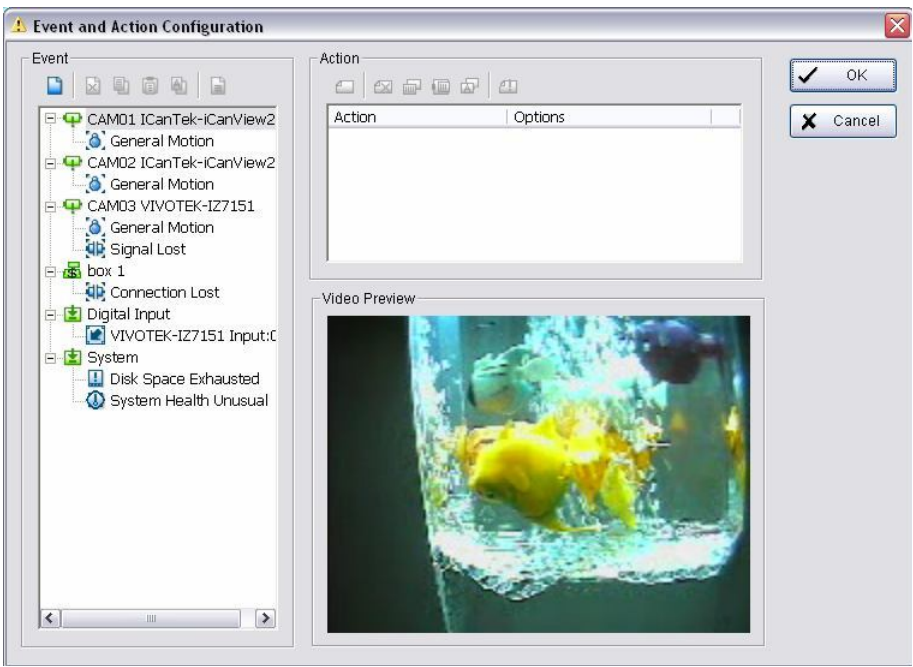 Event and Action Configuration
Event
CAM01 ICanTek-iCanView2
General Motion
CAM02 ICanTek-iCanView2
General Motion
CAM03 VIVOTEK-IZ7151
General Motion
Signal Lost
box 1
Connection Lost
Digital Input
VIVOTEK-IZ7151 Input:
System
Disk Space Exhausted
System Health Unusual
Action
Action Options
Video Preview
OK
Cancel